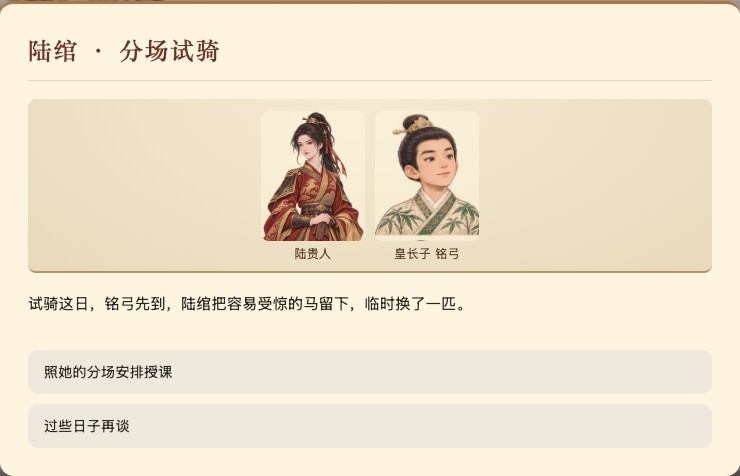 陆绾 · 分场试骑
陆贵人
皇长子 铭弓
试骑这日，铭弓先到，陆绾把容易受惊的马留下，临时换了一匹。
照她的分场安排授课
过些日子再谈